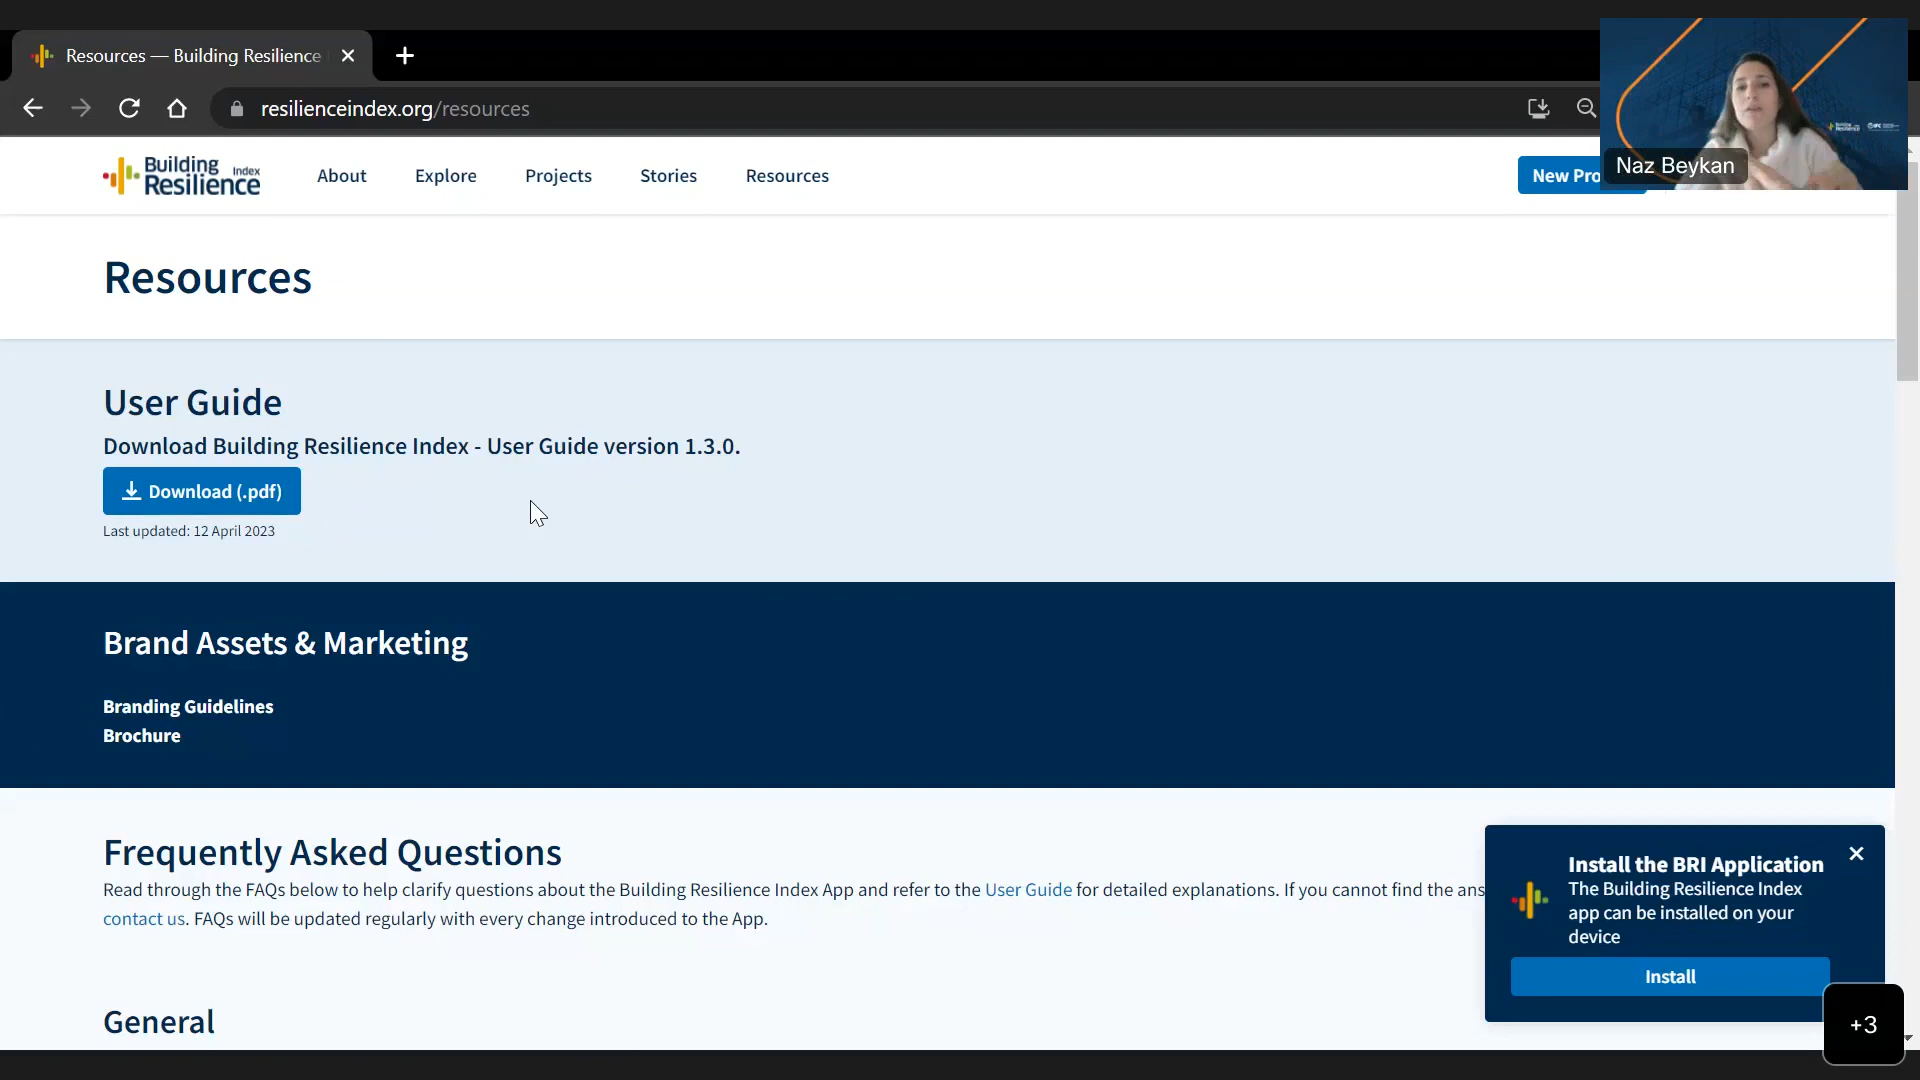 Resources — Building Resilience
resilienceindex.org/resources
Building Resilience Index
About
Explore
Projects
Stories
Resources
New Pro
Naz Beykan
Resources
User Guide
Download Building Resilience Index - User Guide version 1.3.0.
Download (.pdf)
Last updated: 12 April 2023
Brand Assets & Marketing
Branding Guidelines
Brochure
Frequently Asked Questions
Read through the FAQs below to help clarify questions about the Building Resilience Index App and refer to the User Guide for detailed explanations. If you cannot find the ans
contact us. FAQs will be updated regularly with every change introduced to the App.
General
Install the BRI Application
The Building Resilience Index
app can be installed on your
device
Install
+3